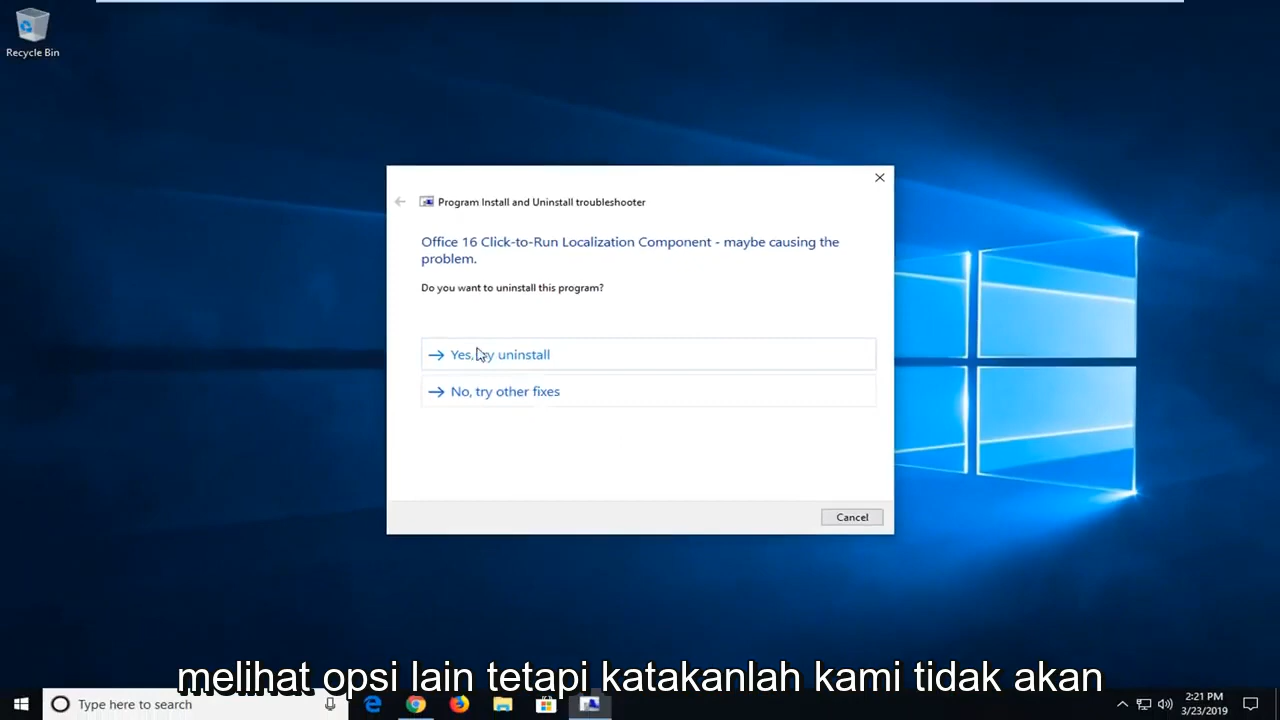 Recycle Bin
Program Install and Uninstall troubleshooter
Office 16 Click-to-Run Localization Component - maybe causing the
problem.
Do you want to uninstall this program?
Yes, try uninstall
No, try other fixes
Cancel
melihat opsi lain tetapi katakanlah kami tidak akan
Type here to search
2:21 PM
3/23/2019